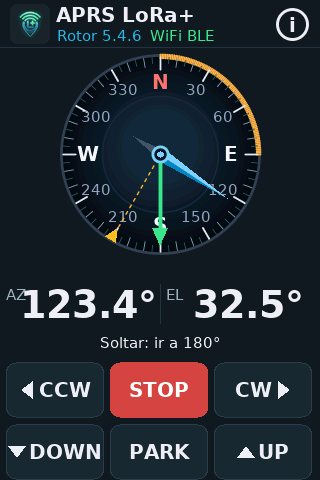 APRS LoRa+
Rotor 5.4.6 WiFi BLE
i
N
330 30
300 60
W E
240 120
210 150
S
AZ 123.4° EL 32.5°
Soltar: ir a 180°
CCW STOP CW
DOWN PARK UP